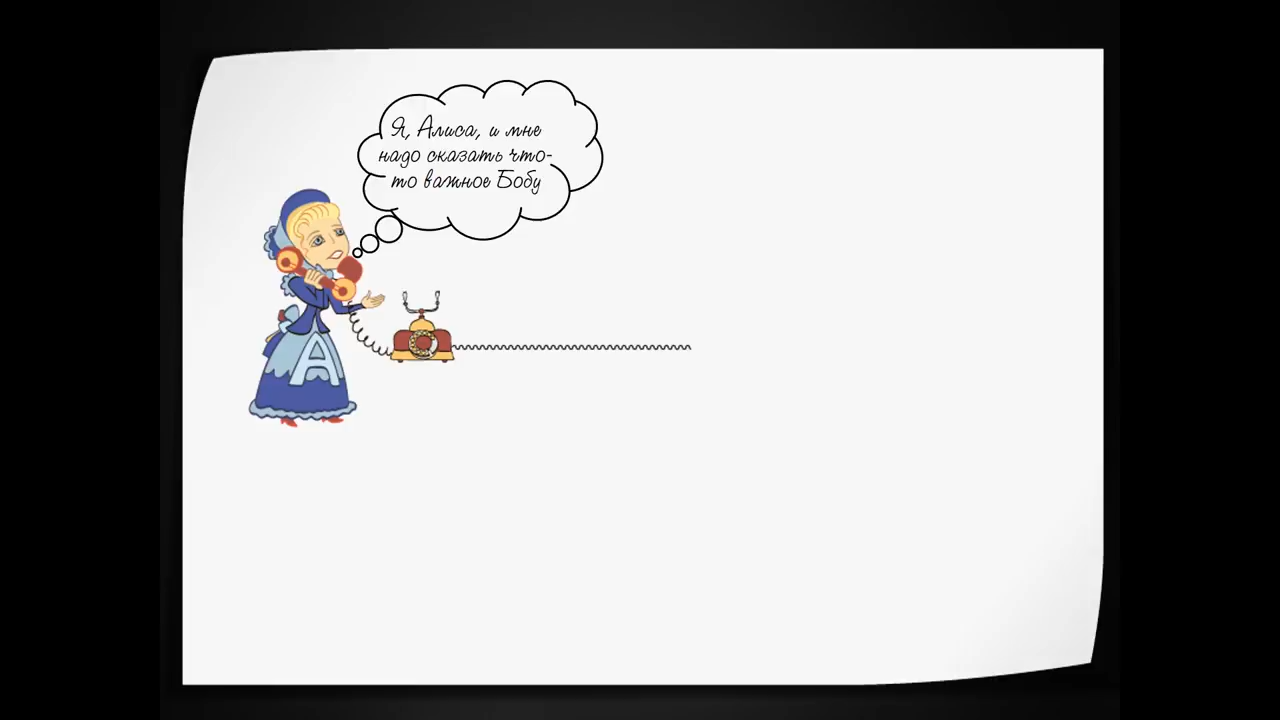 Я, Алиса, и мне
надо сказать что-
то важное Бобу
А